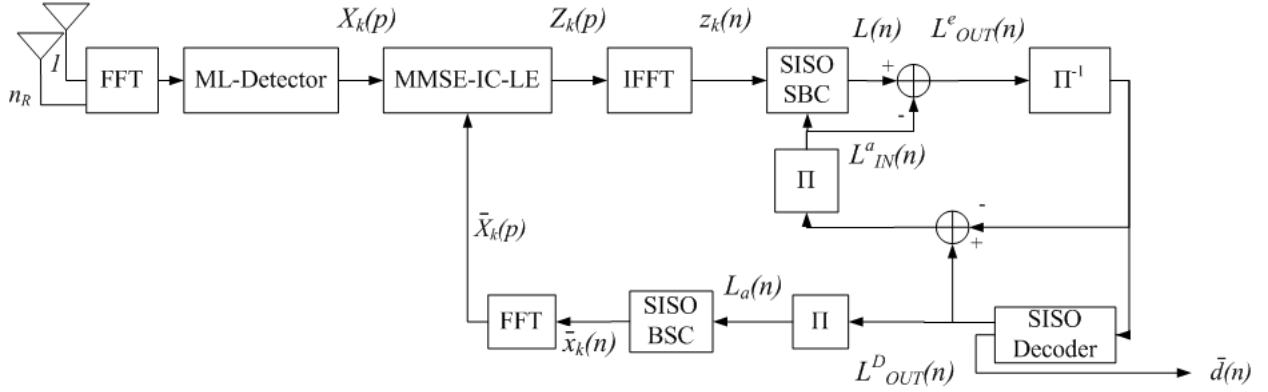 X_k(p)
Z_k(p)
z_k(n)
L(n)
L^e_OUT(n)
1
n_R
FFT
ML-Detector
MMSE-IC-LE
IFFT
SISO
SBC
+
-
Π⁻¹
L^a_IN(n)
Π
-
+
X̄_k(p)
L_a(n)
FFT
x̄_k(n)
SISO
BSC
Π
SISO
Decoder
L^D_OUT(n)
d̄(n)